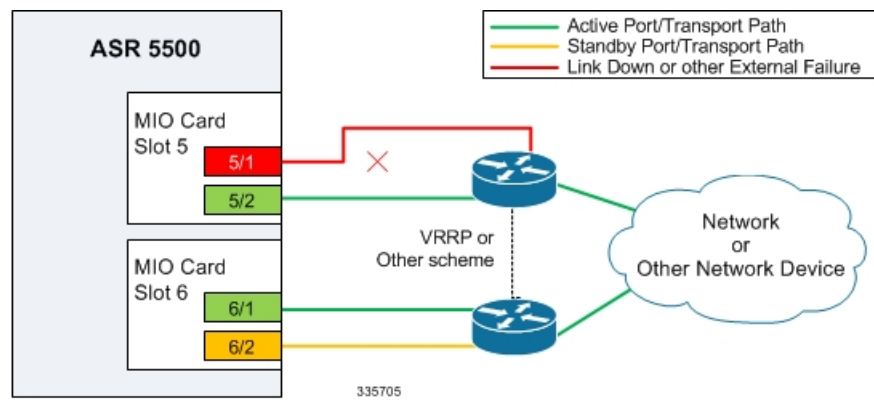 ASR 5500
Active Port/Transport Path
Standby Port/Transport Path
Link Down or other External Failure
MIO Card
Slot 5
5/1
5/2
VRRP or
Other scheme
Network
or
Other Network Device
MIO Card
Slot 6
6/1
6/2
335705